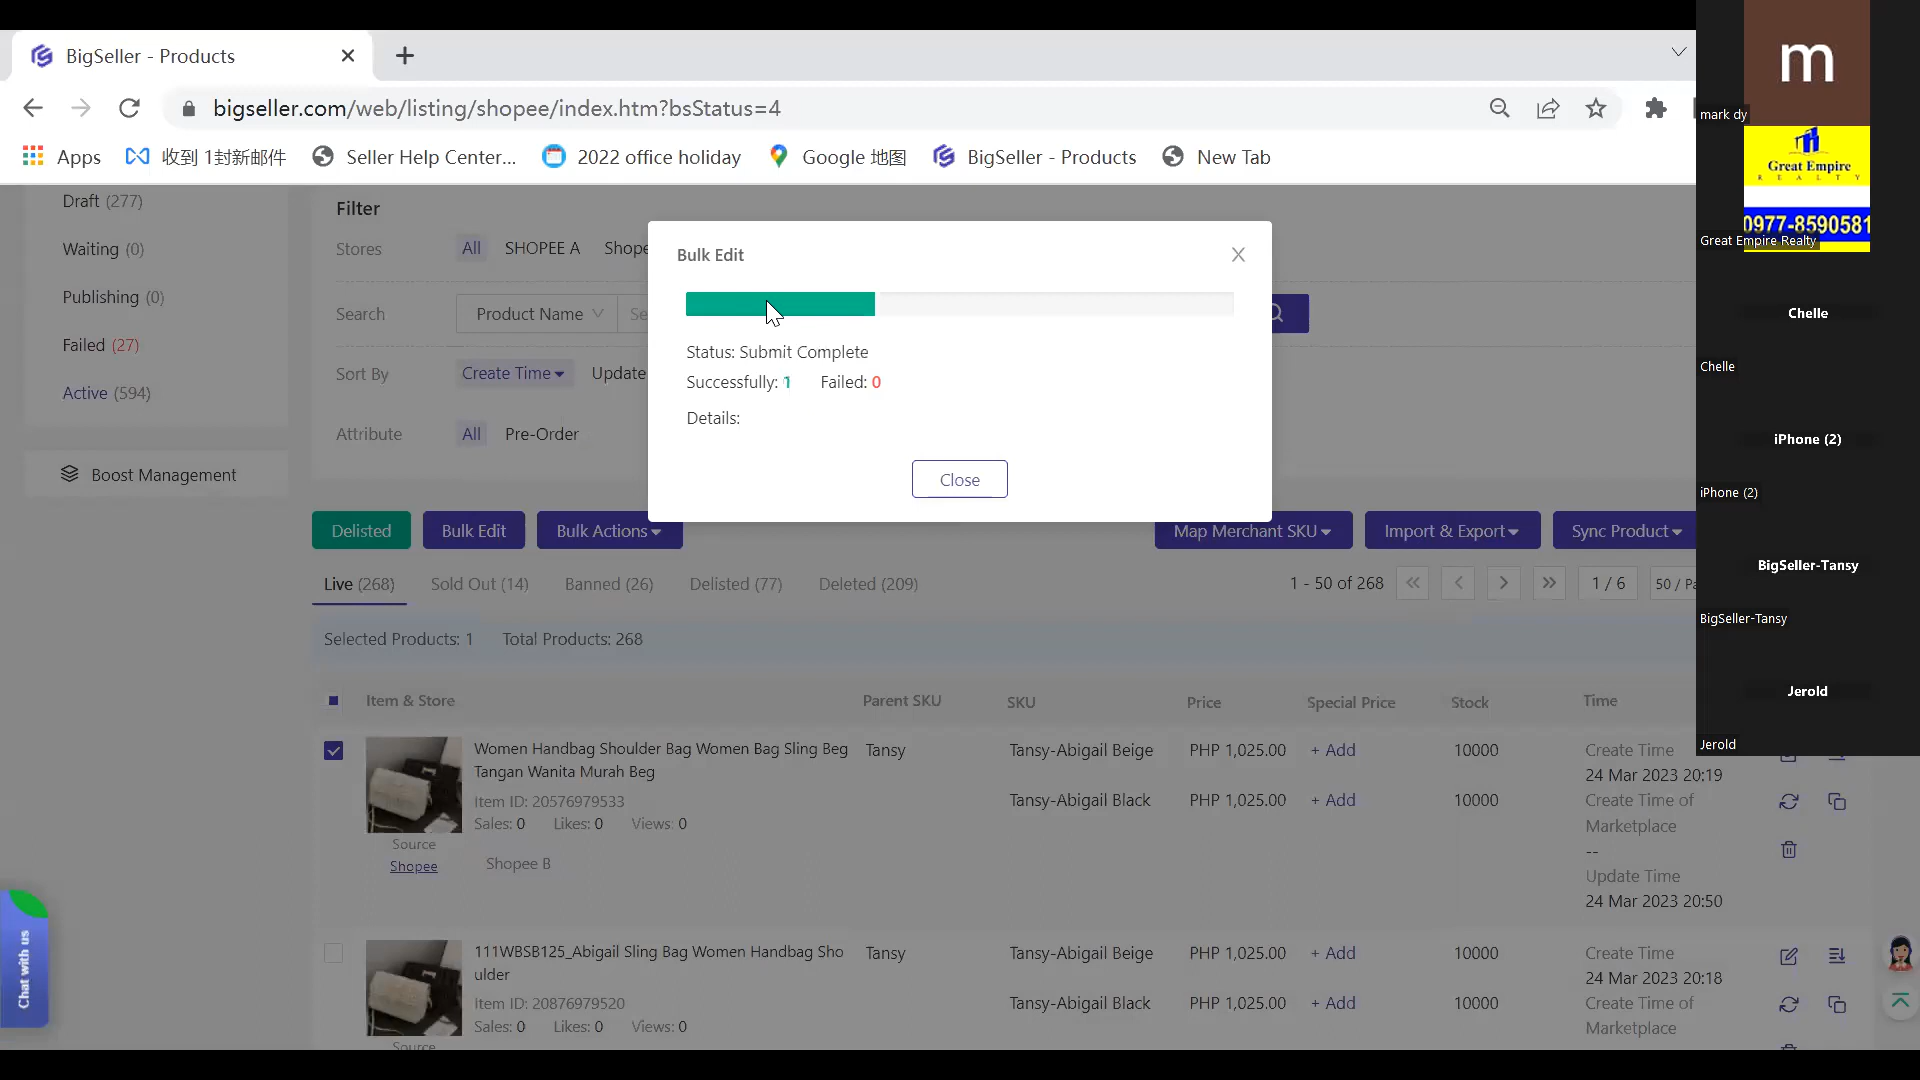 BigSeller - Products
bigseller.com/web/listing/shopee/index.htm?bsStatus=4
Apps
收到 1封新邮件
Seller Help Center...
2022 office holiday
Google 地图
BigSeller - Products
New Tab
Draft (277)
Waiting (0)
Publishing (0)
Failed (27)
Active (594)
Boost Management
Filter
Stores
All
SHOPEE A
Shope
Search
Product Name
Se
Sort By
Create Time
Update
Attribute
All
Pre-Order
Bulk Edit
Status: Submit Complete
Successfully: 1 Failed: 0
Details:
Close
Delisted
Bulk Edit
Bulk Actions
Map Merchant SKU
Import & Export
Sync Product
Live (268)
Sold Out (14)
Banned (26)
Delisted (77)
Deleted (209)
1 - 50 of 268
1 / 6
50 / Pa
Selected Products: 1
Total Products: 268
Item & Store
Parent SKU
SKU
Price
Special Price
Stock
Time
Women Handbag Shoulder Bag Women Bag Sling Beg
Tangan Wanita Murah Beg
Item ID: 20576979533
Sales: 0 Likes: 0 Views: 0
Source
Shopee
Shopee B
Tansy
Tansy-Abigail Beige
PHP 1,025.00
+ Add
10000
Tansy-Abigail Black
PHP 1,025.00
+ Add
10000
Create Time
24 Mar 2023 20:19
Create Time of
Marketplace
--
Update Time
24 Mar 2023 20:50
111WBSB125_Abigail Sling Bag Women Handbag Sho
ulder
Item ID: 20876979520
Sales: 0 Likes: 0 Views: 0
Source
Tansy
Tansy-Abigail Beige
PHP 1,025.00
+ Add
10000
Tansy-Abigail Black
PHP 1,025.00
+ Add
10000
Create Time
24 Mar 2023 20:18
Create Time of
Marketplace
Chat with us
m
mark dy
Great Empire
REALTY
0977-8590581
Great Empire Realty
Chelle
Chelle
iPhone (2)
iPhone (2)
BigSeller-Tansy
BigSeller-Tansy
Jerold
Jerold